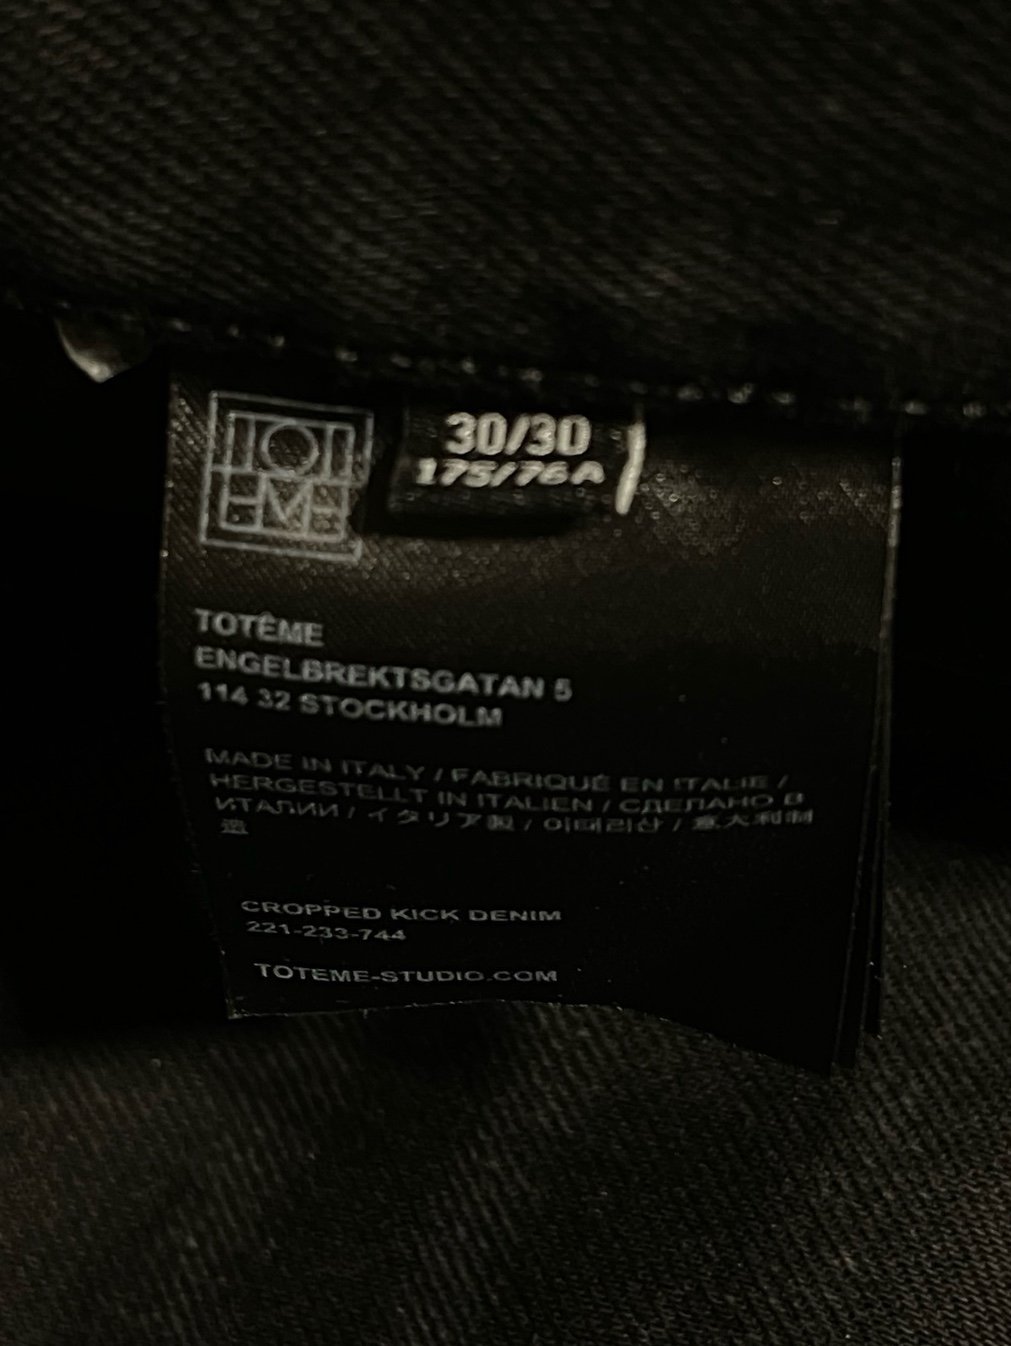 TOTEME
30/30
175/76A
TOTÊME
ENGELBREKTSGATAN 5
114 32 STOCKHOLM
MADE IN ITALY / FABRIQUÉ EN ITALIE /
HERGESTELLT IN ITALIEN / СДЕЛАНО В
ИТАЛИИ / イタリア製 / 이태리산 / 意大利制
造
CROPPED KICK DENIM
221-233-744
TOTEME-STUDIO.COM